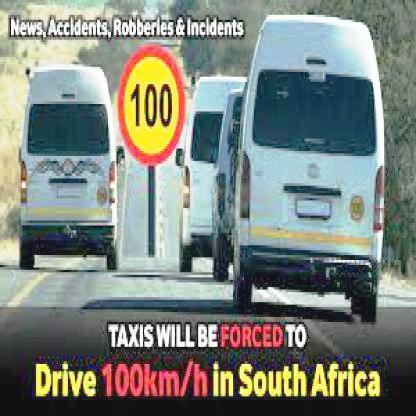 News, Accidents, Robberies & Incidents
100
TAXIS WILL BE FORCED TO
Drive 100km/h in South Africa